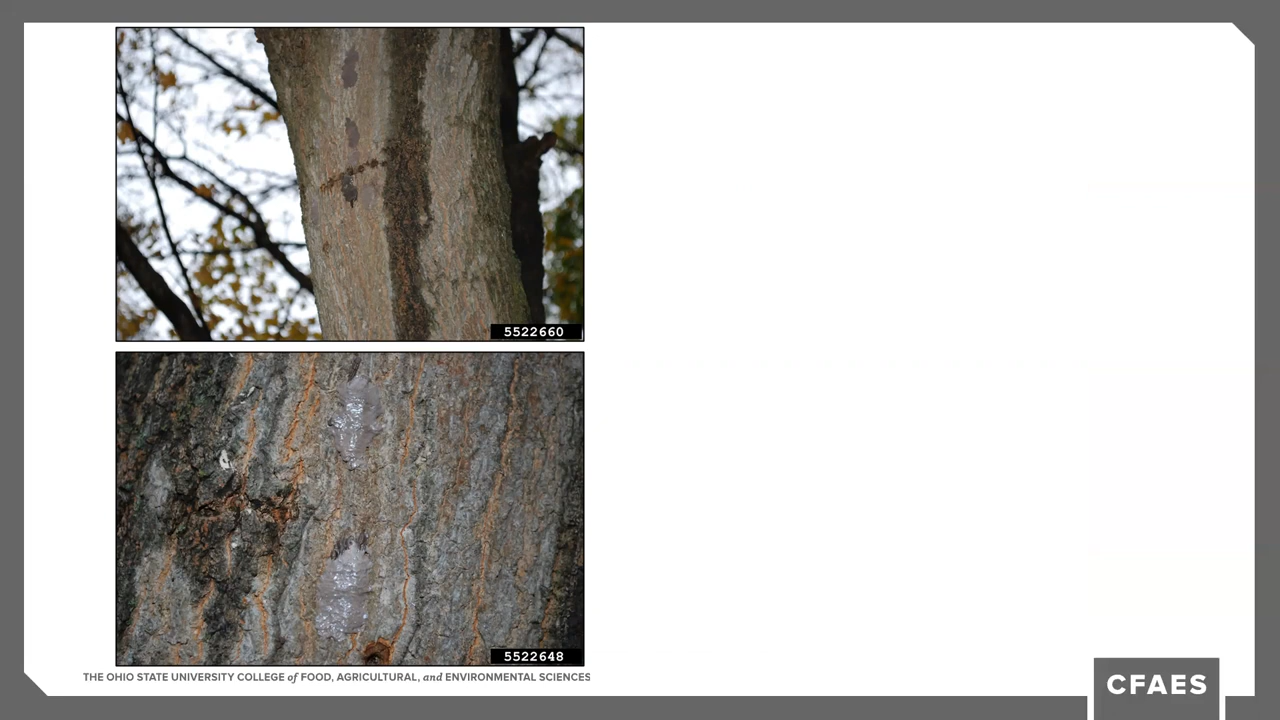 5522660
5522648
THE OHIO STATE UNIVERSITY COLLEGE of FOOD, AGRICULTURAL, and ENVIRONMENTAL SCIENCES
CFAES